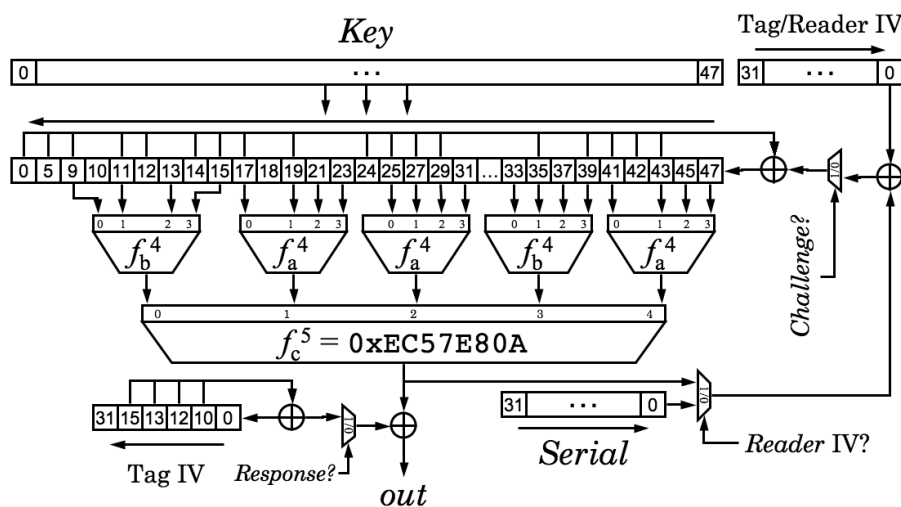 Key
Tag/Reader IV
0 ... 47
31 ... 0
0 5 9 10 11 12 13 14 15 17 18 19 21 23 24 25 27 29 31 ... 33 35 37 39 41 42 43 45 47
1/0
Challenge?
0 1 2 3
0 1 2 3
0 1 2 3
0 1 2 3
0 1 2 3
f_b^4
f_a^4
f_a^4
f_b^4
f_a^4
0 1 2 3 4
f_c^5 = 0xEC57E80A
31 15 13 12 10 0
1/0
31 ... 0
1/0
Tag IV
Response?
out
Serial
Reader IV?